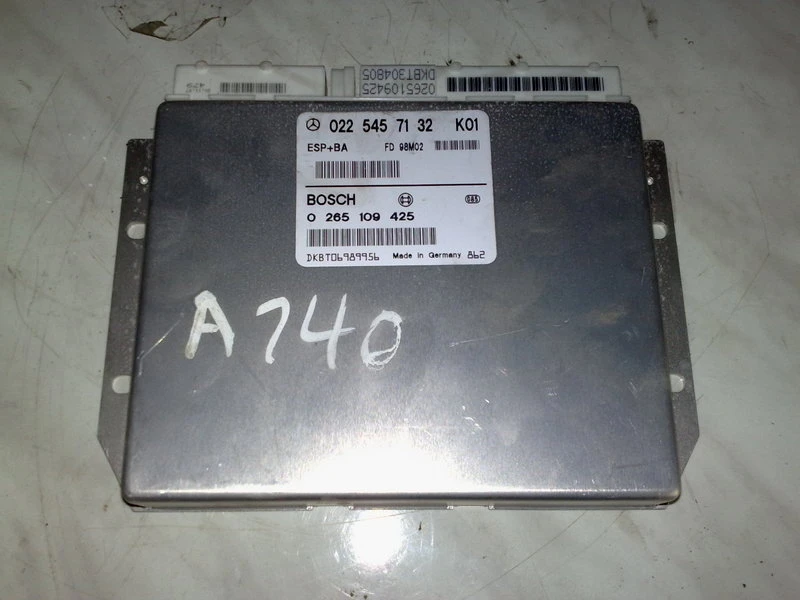 0265109425
DKBT304805
022 545 71 32 K01
ESP+BA FD 98M02
BOSCH
0 265 109 425
DKBT06989956 Made in Germany 862
A740